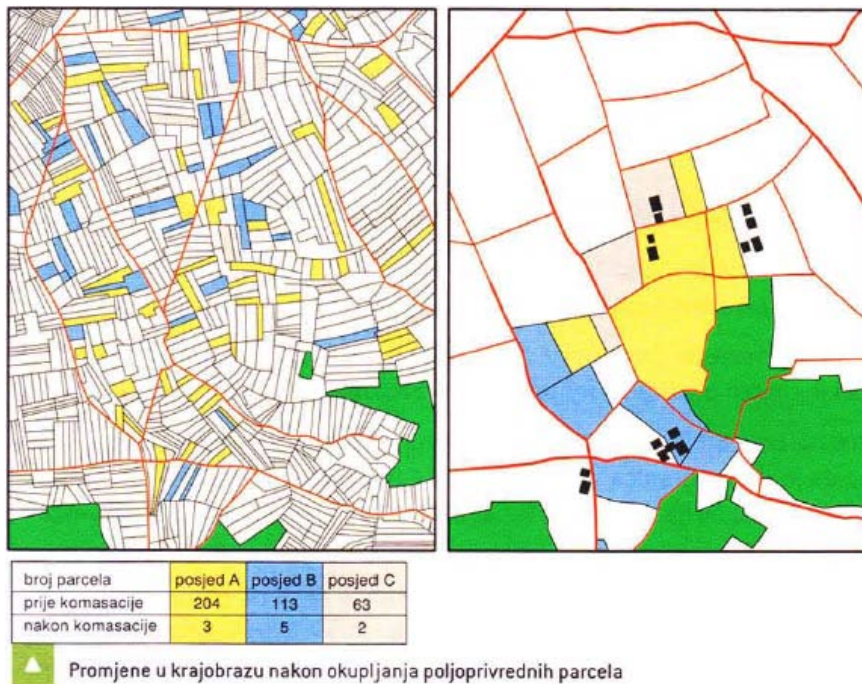 broj parcela posjed A posjed B posjed C
prije komasacije 204 113 63
nakon komasacije 3 5 2
Promjene u krajobrazu nakon okupljanja poljoprivrednih parcela